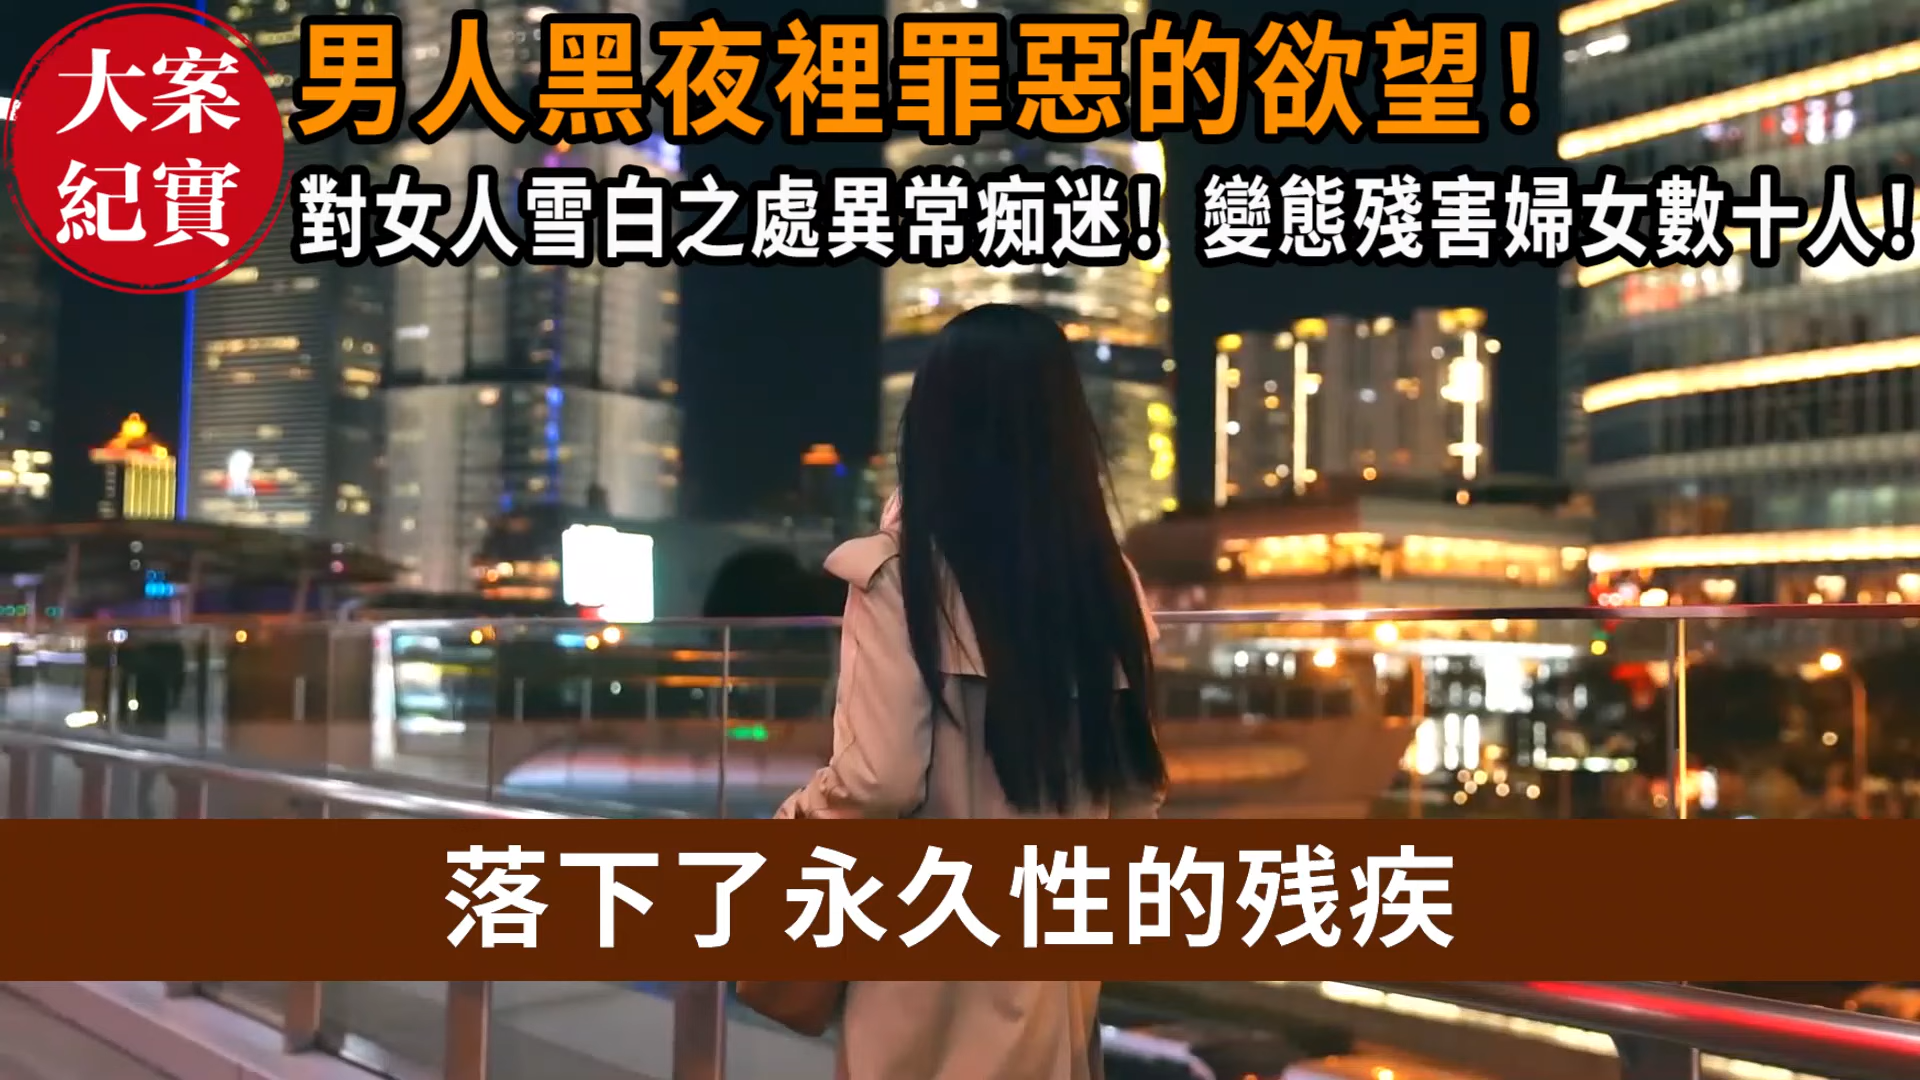 大案
紀實
男人黑夜裡罪惡的欲望！
對女人雪白之處異常痴迷！變態殘害婦女數十人！
落下了永久性的残疾